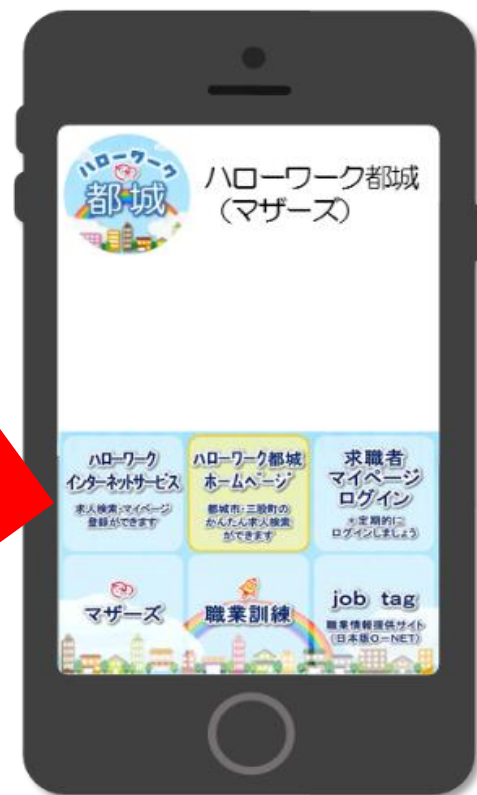 ハローワーク
都城
ハローワーク都城
（マザーズ）
ハローワーク
インターネットサービス
求人検索・マイページ
登録ができます
ハローワーク都城
ホームページ
都城市・三股町の
かんたん求人検索
ができます
求職者
マイページ
ログイン
＊定期的に
ログインしましょう
マザーズ
職業訓練
job tag
職業情報提供サイト
（日本版O-NET）